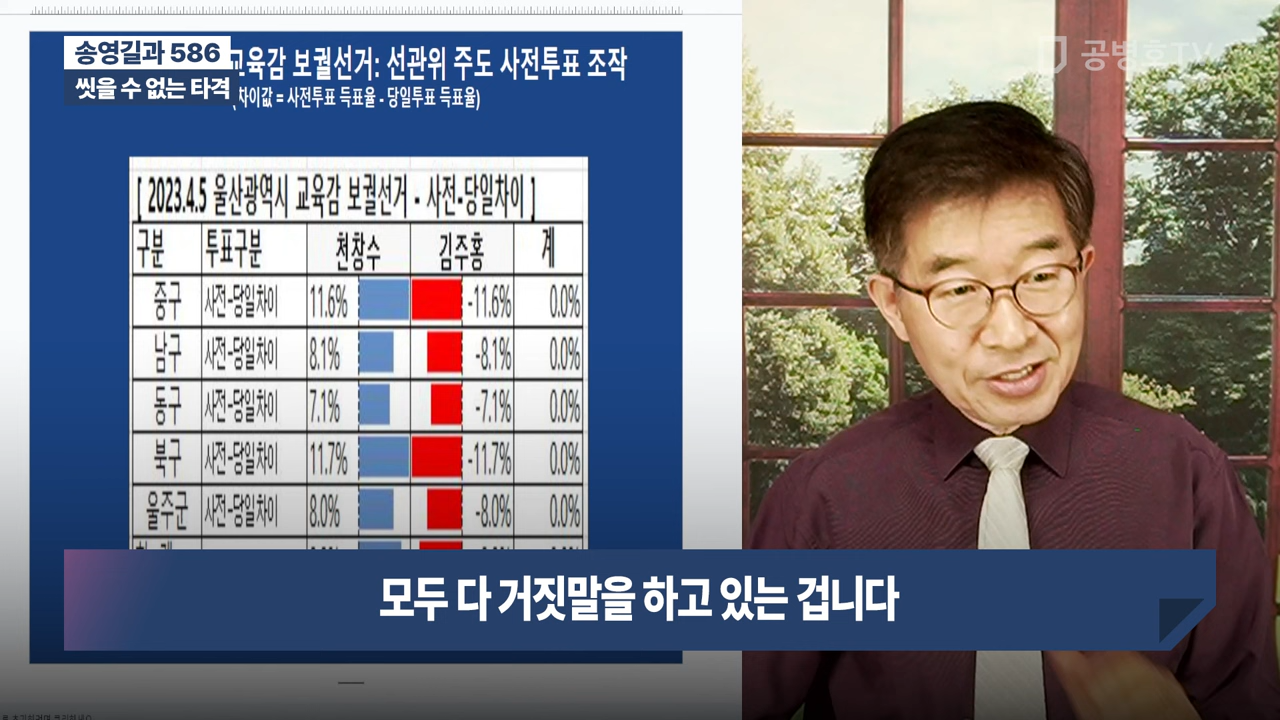 송영길과 586
씻을 수 없는 타격
교육감 보궐선거: 선관위 주도 사전투표 조작
차이값 = 사전투표 득표율 - 당일투표 득표율)
공병호TV
[ 2023.4.5 울산광역시 교육감 보궐선거 - 사전-당일차이 ]
구분 투표구분 천창수 김주홍 계
중구 사전-당일차이 11.6% -11.6% 0.0%
남구 사전-당일차이 8.1% -8.1% 0.0%
동구 사전-당일차이 7.1% -7.1% 0.0%
북구 사전-당일차이 11.7% -11.7% 0.0%
울주군 사전-당일차이 8.0% -8.0% 0.0%
모두 다 거짓말을 하고 있는 겁니다